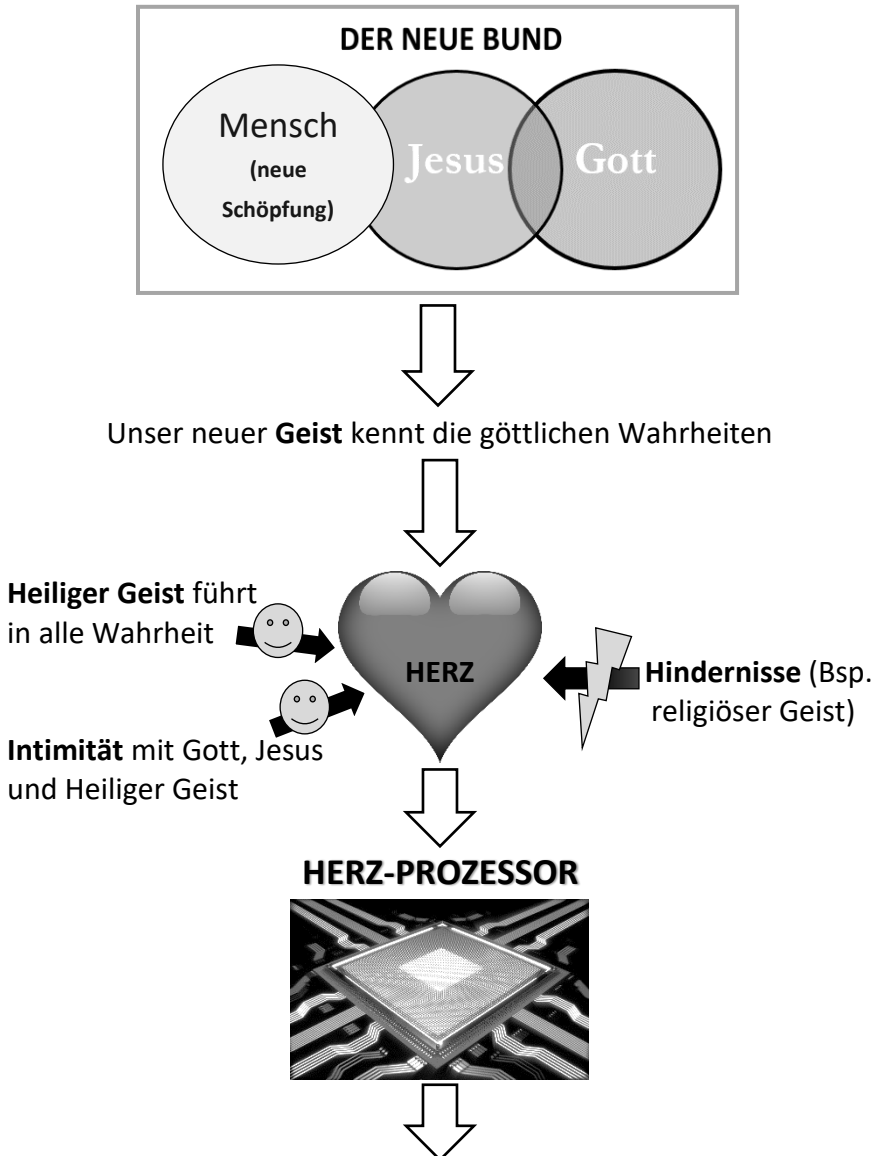 DER NEUE BUND
Mensch
(neue
Schöpfung)
Jesus
Gott
Unser neuer Geist kennt die göttlichen Wahrheiten
Heiliger Geist führt
in alle Wahrheit
HERZ
Hindernisse (Bsp.
religiöser Geist)
Intimität mit Gott, Jesus
und Heiliger Geist
HERZ-PROZESSOR